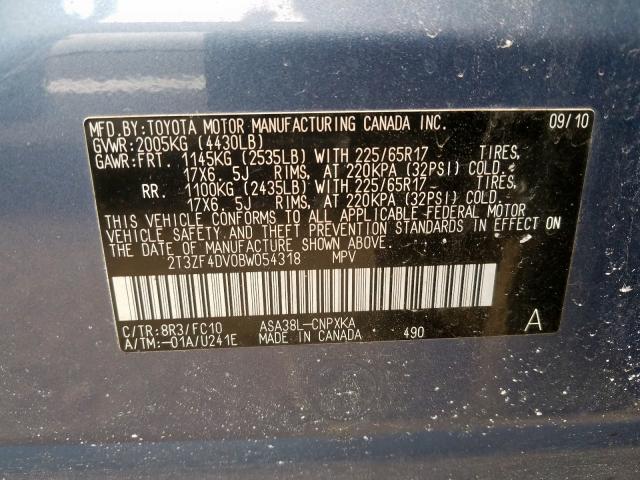 MFD.BY:TOYOTA MOTOR MANUFACTURING CANADA INC. 09/10
GVWR:2005KG (4430LB)
GAWR:FRT. 1145KG (2535LB) WITH 225/65R17 TIRES,
17X6.5J RIMS, AT 220KPA (32PSI) COLD.
RR. 1100KG (2435LB) WITH 225/65R17 TIRES,
17X6.5J RIMS, AT 220KPA (32PSI) COLD.
THIS VEHICLE CONFORMS TO ALL APPLICABLE FEDERAL MOTOR
VEHICLE SAFETY AND THEFT PREVENTION STANDARDS IN EFFECT ON
THE DATE OF MANUFACTURE SHOWN ABOVE.
2T3ZF4DV0BW054318 MPV
C/TR:8R3/FC10 ASA38L-CNPXKA A
A/TM:-01A/U241E MADE IN CANADA 490